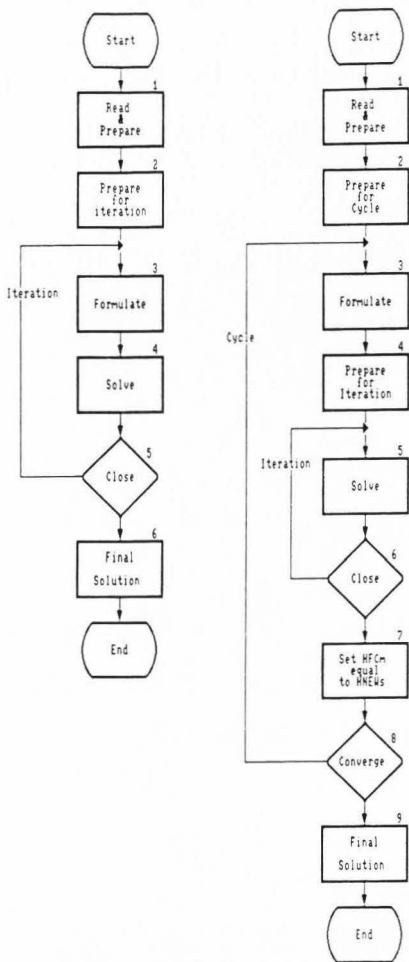 Start
1
Read
&
Prepare
2
Prepare
for
iteration
Iteration
3
Formulate
4
Solve
5
Close
6
Final
Solution
End
Start
1
Read
&
Prepare
2
Prepare
for
Cycle
Cycle
3
Formulate
4
Prepare
for
Iteration
Iteration
5
Solve
6
Close
7
Set HFCm
equal
to HNEWs
8
Converge
9
Final
Solution
End